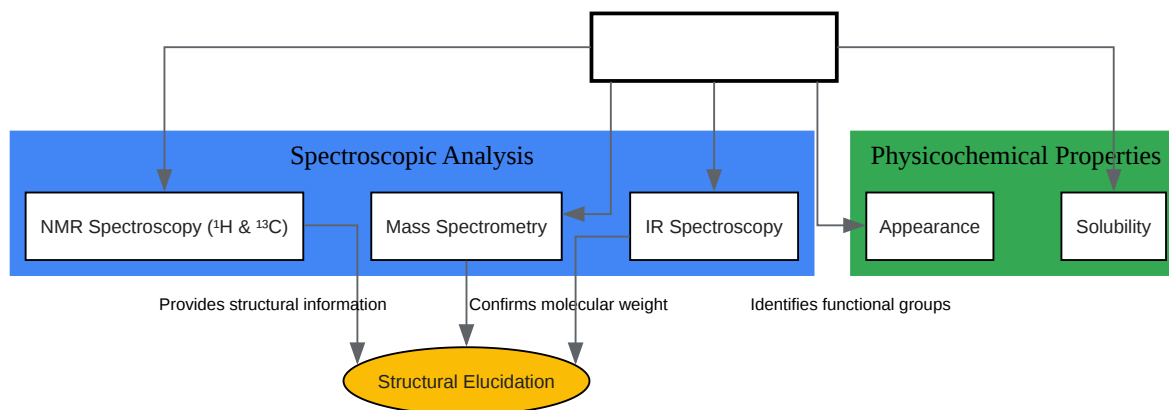 Spectroscopic Analysis
Physicochemical Properties
NMR Spectroscopy (¹H & ¹³C)
Mass Spectrometry
IR Spectroscopy
Appearance
Solubility
Provides structural information
Confirms molecular weight
Identifies functional groups
Structural Elucidation